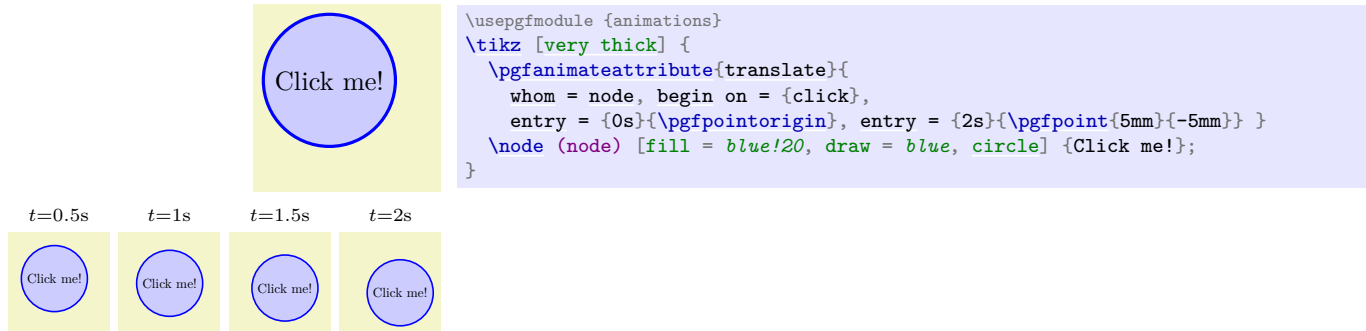 Click me!
\usepgfmodule {animations}
\tikz [very thick] {
\pgfanimateattribute{translate}{
whom = node, begin on = {click},
entry = {0s}{\pgfpointorigin}, entry = {2s}{\pgfpoint{5mm}{-5mm}} }
\node (node) [fill = blue!20, draw = blue, circle] {Click me!};
}
t=0.5s t=1s t=1.5s t=2s
Click me! Click me! Click me! Click me!